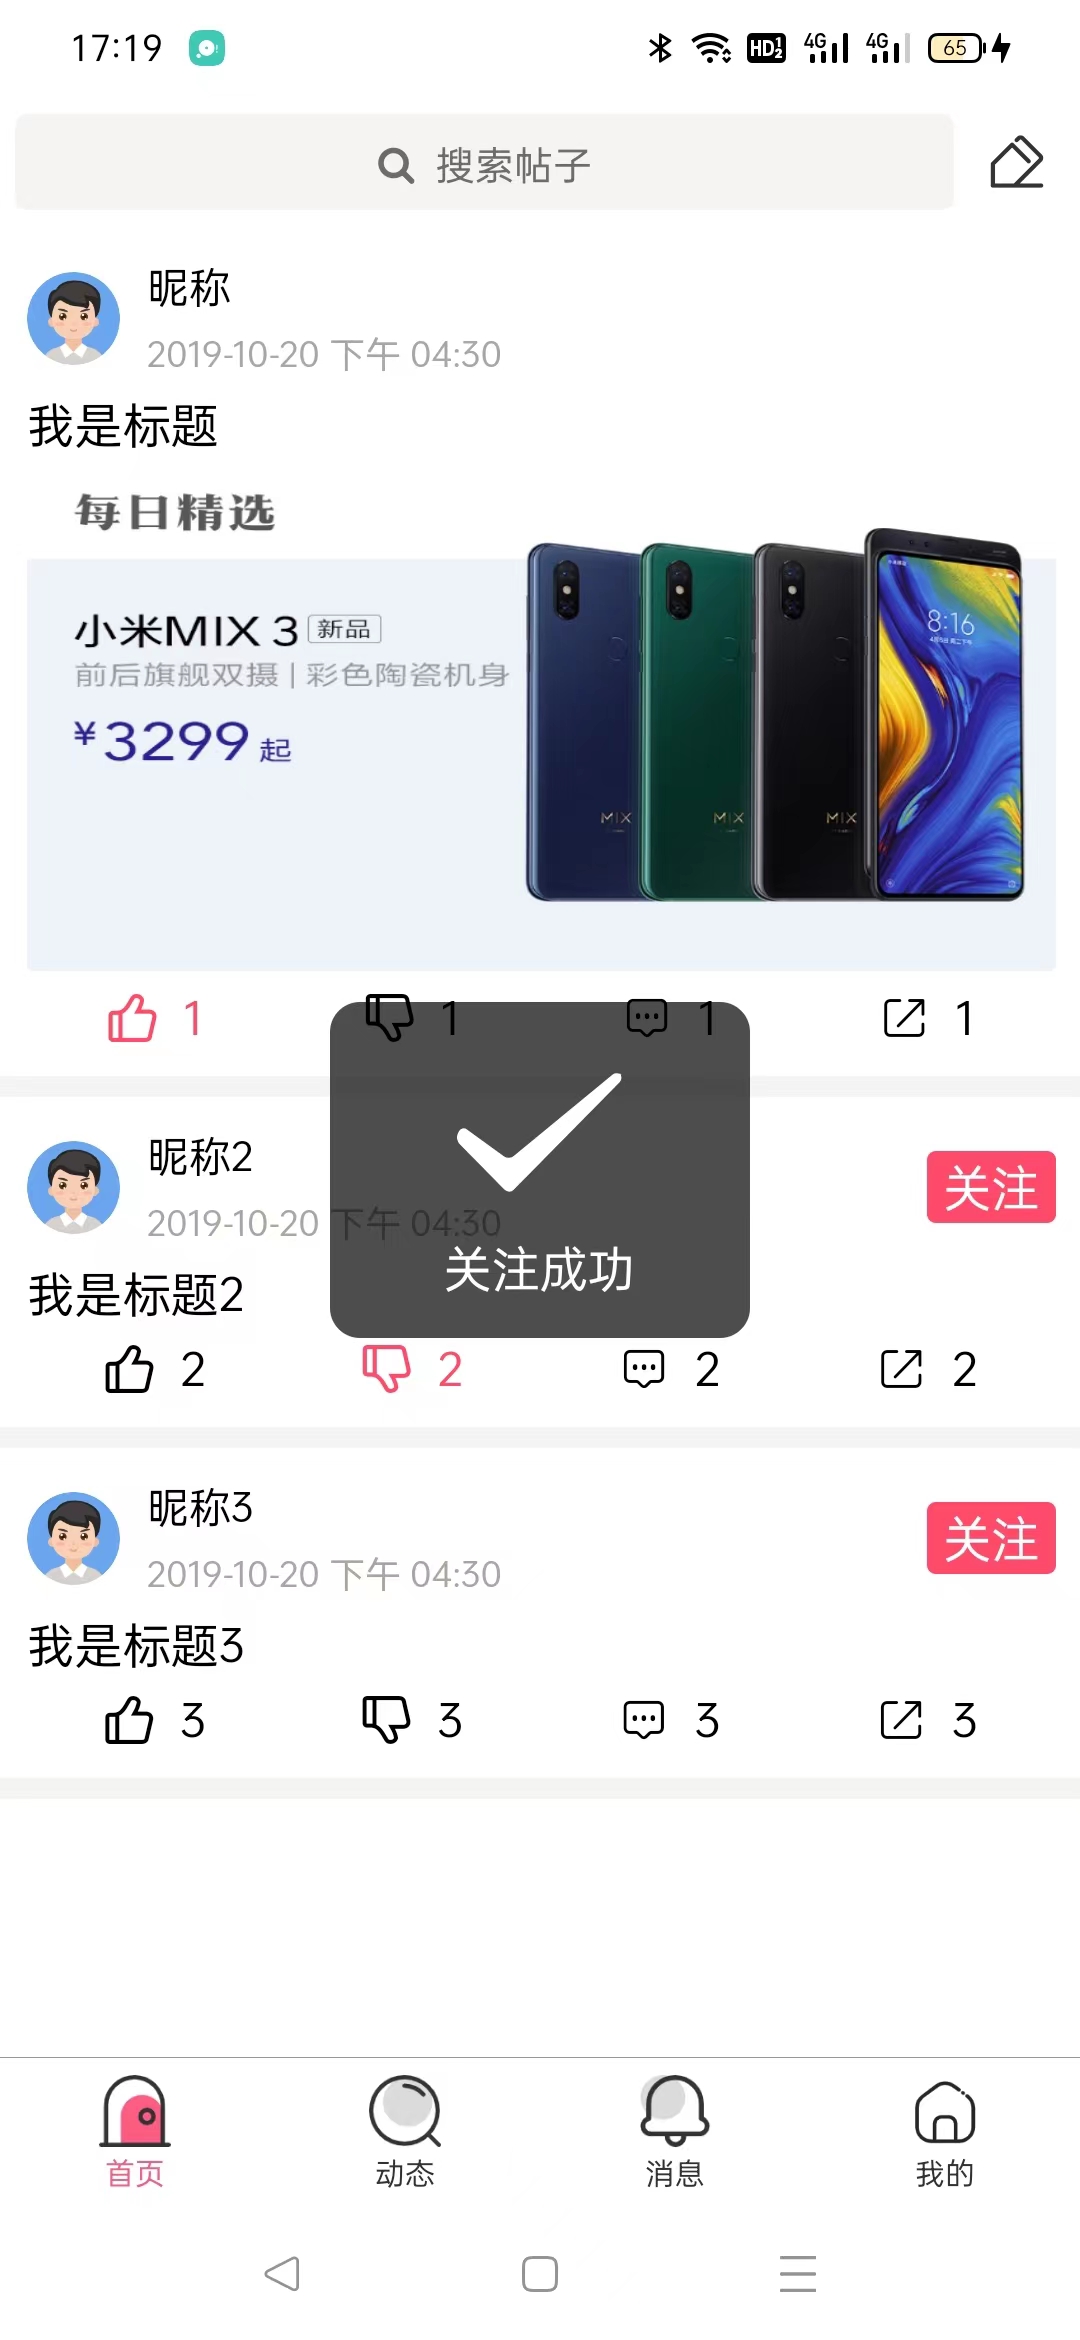 17:19
HD 1 2 4G 4G 65
搜索帖子
昵称
2019-10-20 下午 04:30
我是标题
每日精选
小米MIX 3 新品
前后旗舰双摄 | 彩色陶瓷机身
¥3299 起
8:16
MIX MIX MIX
1 1 1 1
昵称2
2019-10-20 下午 04:30
关注
我是标题2
关注成功
2 2 2 2
昵称3
2019-10-20 下午 04:30
关注
我是标题3
3 3 3 3
首页 动态 消息 我的